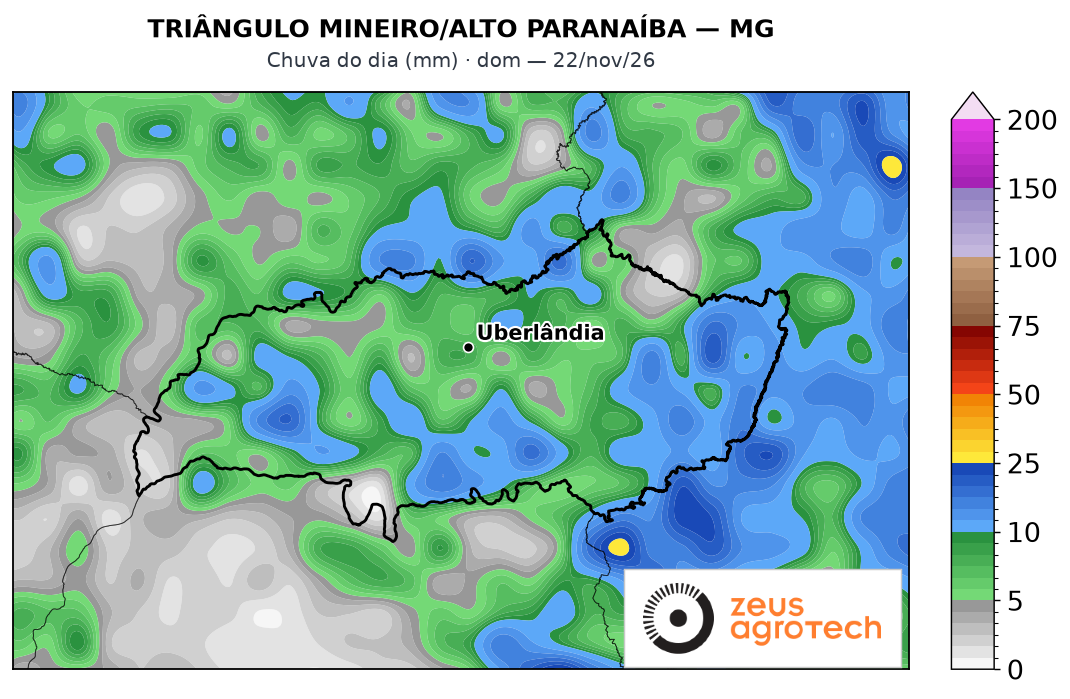 TRIÂNGULO MINEIRO/ALTO PARANAÍBA — MG
Chuva do dia (mm) · dom — 22/nov/26
Uberlândia
200
150
100
75
50
25
10
5
0
zeus
agrotech